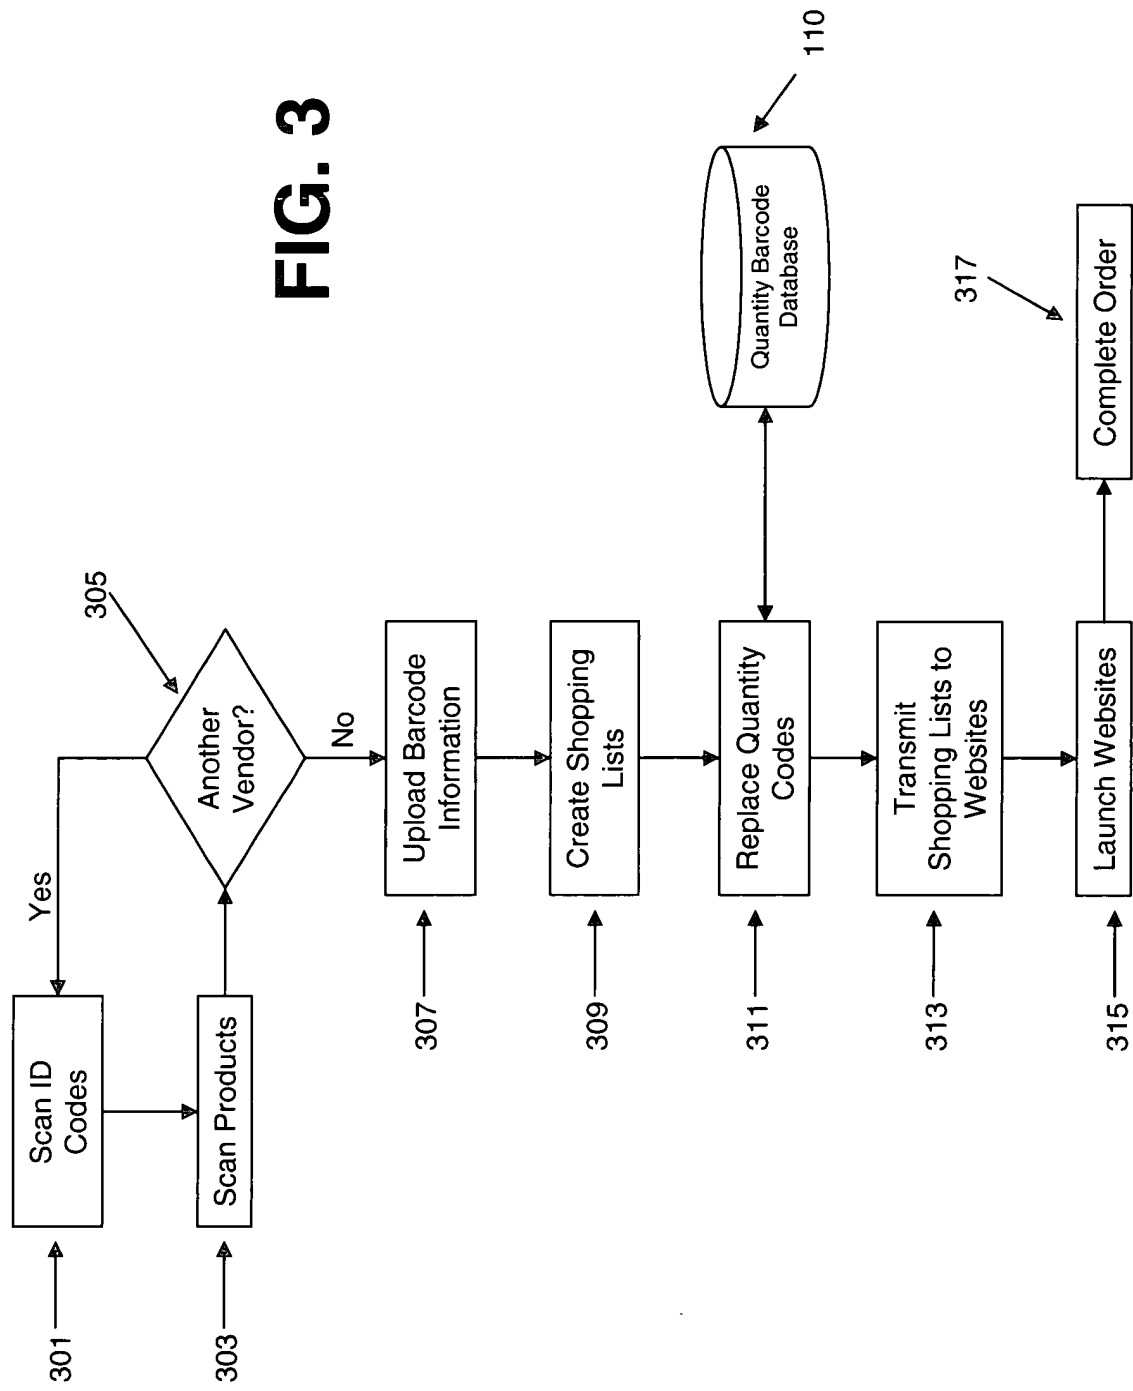 FIG. 3
301
Scan ID
Codes
Yes
303
Scan Products
305
Another
Vendor?
No
307
Upload Barcode
Information
309
Create Shopping
Lists
311
Replace Quantity
Codes
Quantity Barcode
Database
110
313
Transmit
Shopping Lists to
Websites
315
Launch Websites
317
Complete Order